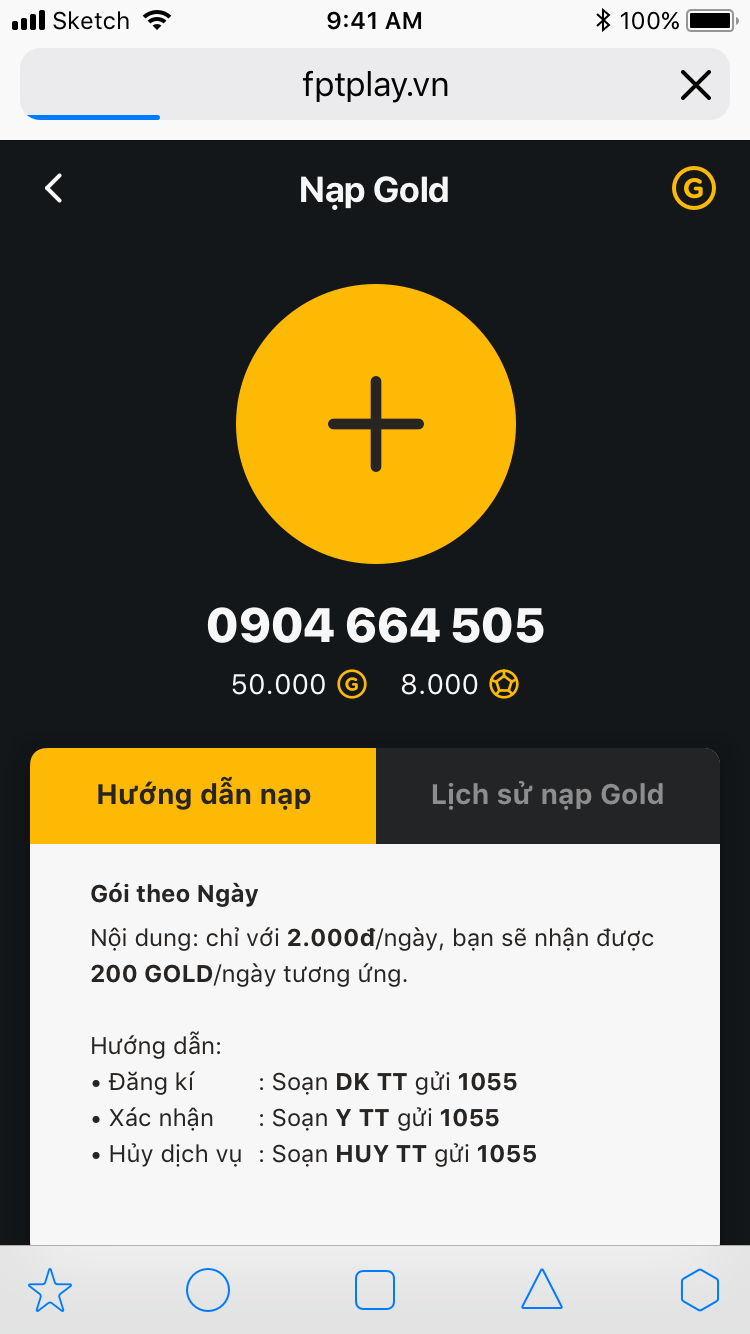 Sketch 9:41 AM 100%
fptplay.vn
Nạp Gold G
0904 664 505
50.000 G 8.000
Hướng dẫn nạp Lịch sử nạp Gold
Gói theo Ngày
Nội dung: chỉ với 2.000đ/ngày, bạn sẽ nhận được
200 GOLD/ngày tương ứng.
Hướng dẫn:
• Đăng kí : Soạn DK TT gửi 1055
• Xác nhận : Soạn Y TT gửi 1055
• Hủy dịch vụ : Soạn HUY TT gửi 1055